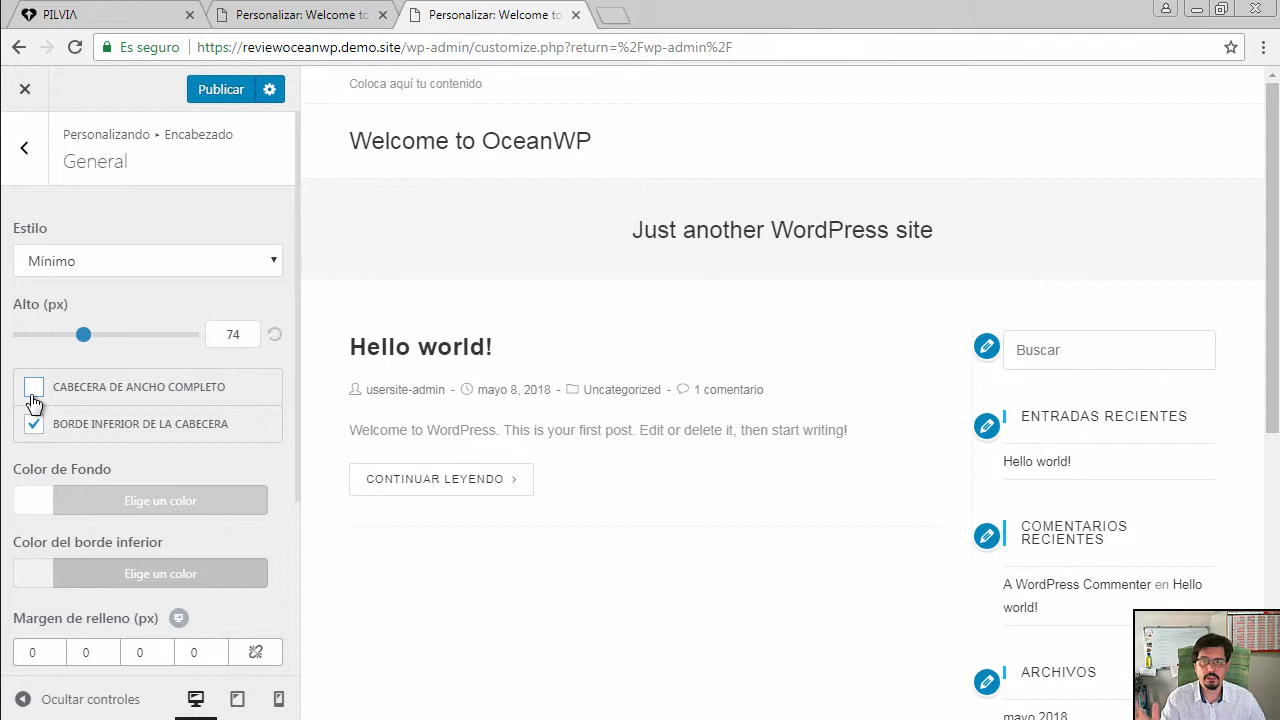 PILVIA
Personalizar: Welcome to
Personalizar: Welcome to
Es seguro
https://reviewoceanwp.demo.site/wp-admin/customize.php?return=%2Fwp-admin%2F
Publicar
Personalizando ▸ Encabezado
General
Estilo
Mínimo
Alto (px)
74
CABECERA DE ANCHO COMPLETO
BORDE INFERIOR DE LA CABECERA
Color de Fondo
Elige un color
Color del borde inferior
Elige un color
Margen de relleno (px)
0 0 0 0
Ocultar controles
Coloca aquí tu contenido
Welcome to OceanWP
Just another WordPress site
Hello world!
usersite-admin mayo 8, 2018 Uncategorized 1 comentario
Welcome to WordPress. This is your first post. Edit or delete it, then start writing!
CONTINUAR LEYENDO >
Buscar
ENTRADAS RECIENTES
Hello world!
COMENTARIOS
RECIENTES
A WordPress Commenter en Hello
world!
ARCHIVOS
mayo 2018